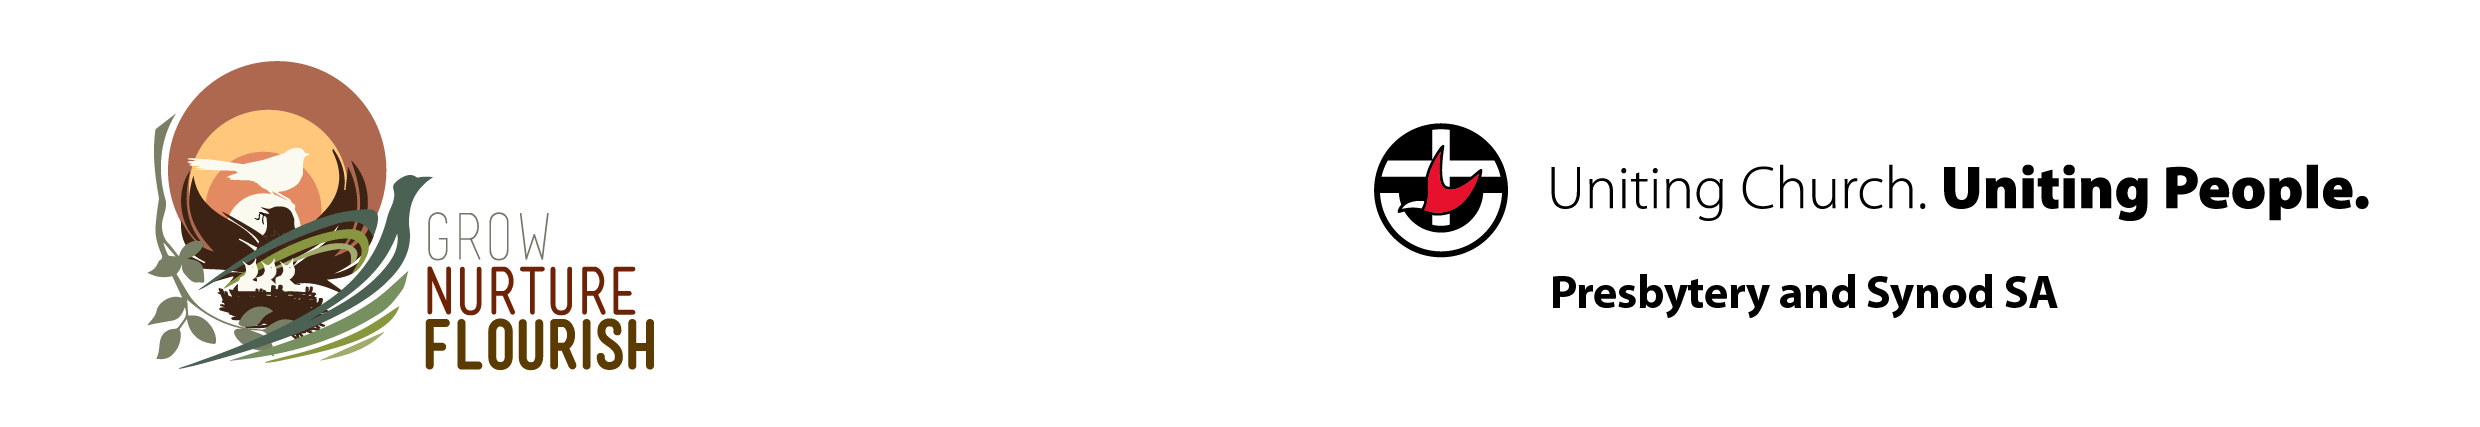 GROW
NURTURE
FLOURISH
Uniting Church. Uniting People.
Presbytery and Synod SA